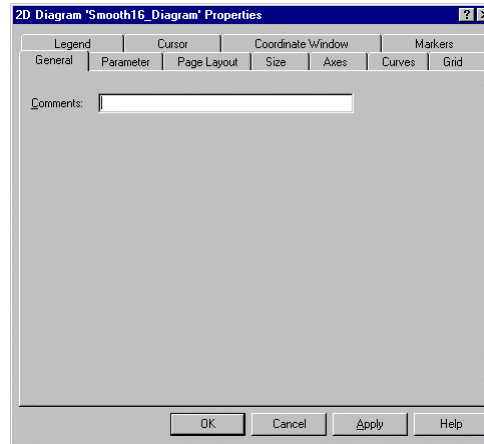 2D Diagram 'Smooth16_Diagram' Properties
Legend Cursor Coordinate Window Markers
General Parameter Page Layout Size Axes Curves Grid
Comments:
OK Cancel Apply Help